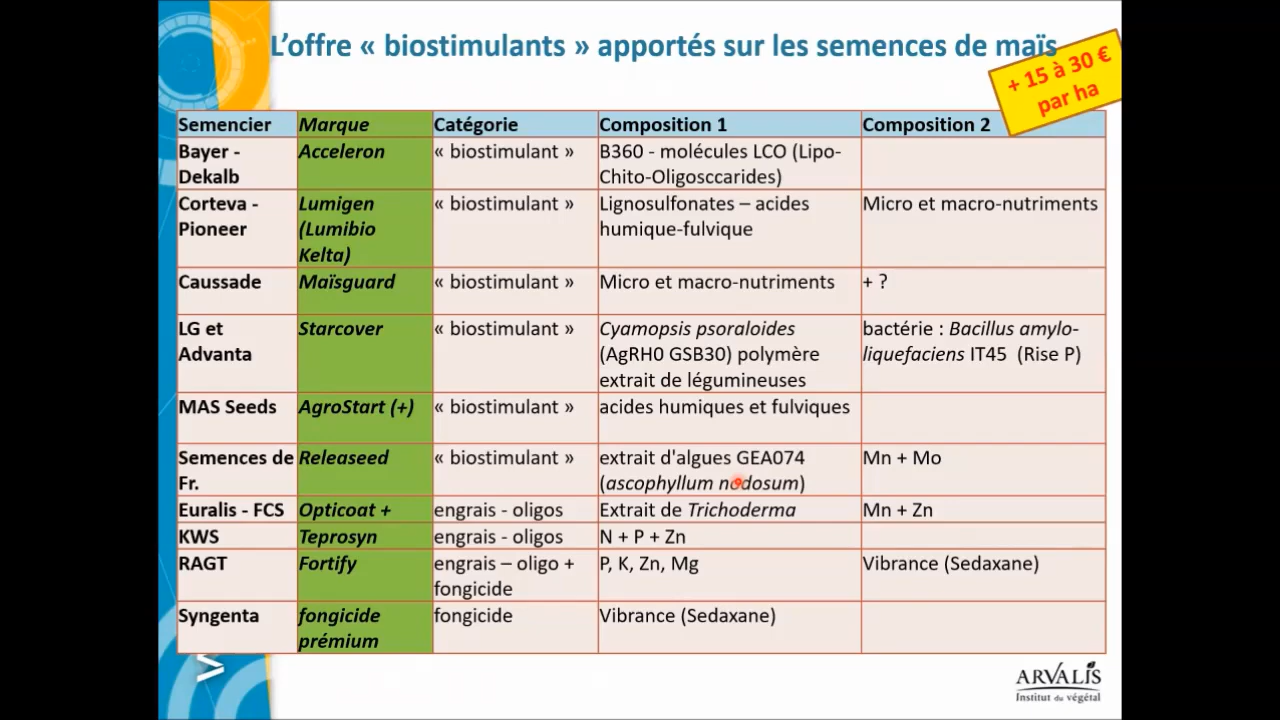 L’offre « biostimulants » apportés sur les semences de maïs
+ 15 à 30 €
par ha
Semencier Marque Catégorie Composition 1 Composition 2
Bayer - Acceleron « biostimulant » B360 - molécules LCO (Lipo-
Dekalb Chito-Oligosccarides)
Corteva - Lumigen « biostimulant » Lignosulfonates – acides Micro et macro-nutriments
Pioneer (Lumibio humique-fulvique
Kelta)
Caussade Maïsguard « biostimulant » Micro et macro-nutriments + ?
LG et Starcover « biostimulant » Cyamopsis psoraloides bactérie : Bacillus amylo-
Advanta (AgRH0 GSB30) polymère liquefaciens IT45 (Rise P)
extrait de légumineuses
MAS Seeds AgroStart (+) « biostimulant » acides humiques et fulviques
Semences de Releaseed « biostimulant » extrait d'algues GEA074 Mn + Mo
Fr. (ascophyllum nodosum)
Euralis - FCS Opticoat + engrais - oligos Extrait de Trichoderma Mn + Zn
KWS Teprosyn engrais - oligos N + P + Zn
RAGT Fortify engrais – oligo + P, K, Zn, Mg Vibrance (Sedaxane)
fongicide
Syngenta fongicide fongicide Vibrance (Sedaxane)
prémium
ARVALIS
Institut du végétal